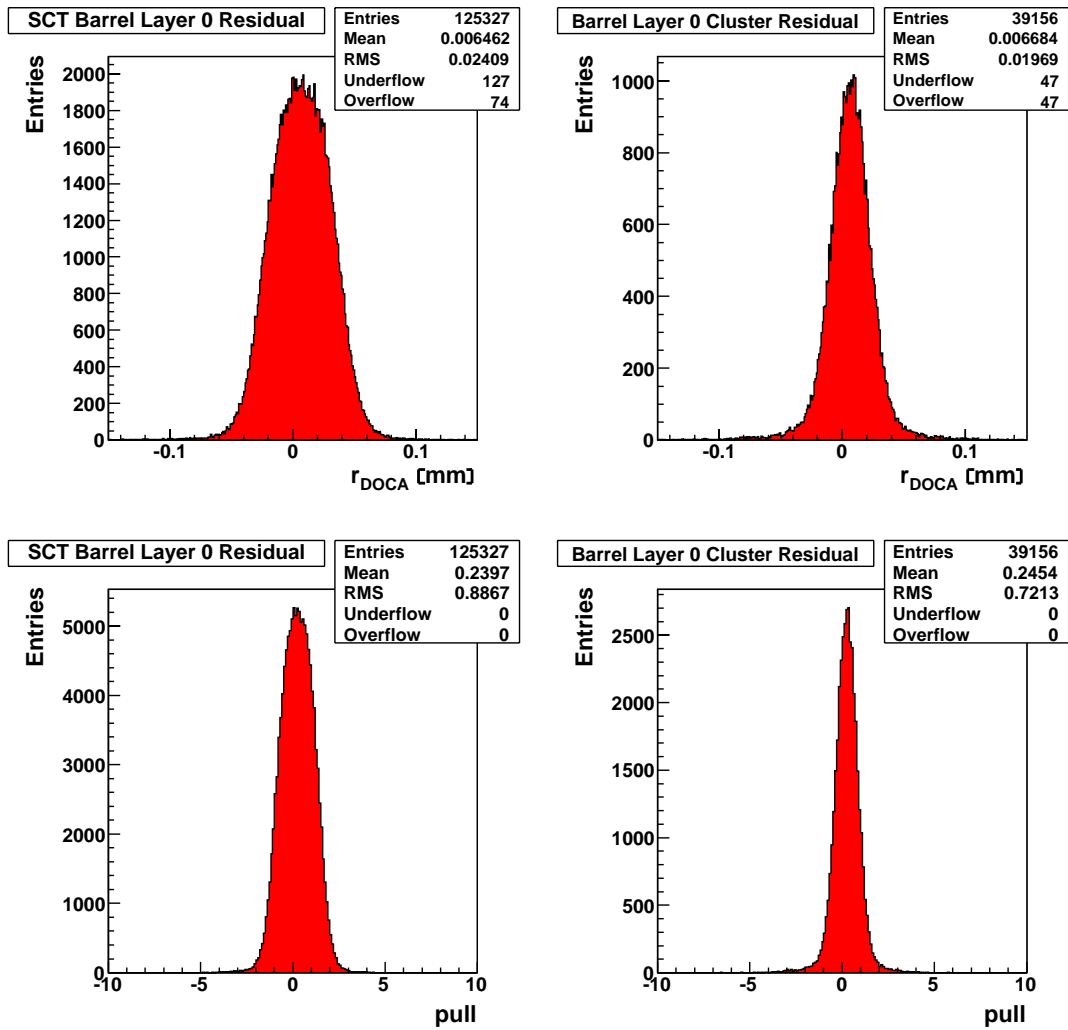 SCT Barrel Layer 0 Residual
Entries 125327
Mean 0.006462
RMS 0.02409
Underflow 127
Overflow 74
Entries
2000
1800
1600
1400
1200
1000
800
600
400
200
0
-0.1 0 0.1
r_DOCA [mm]
Barrel Layer 0 Cluster Residual
Entries 39156
Mean 0.006684
RMS 0.01969
Underflow 47
Overflow 47
Entries
1000
800
600
400
200
0
-0.1 0 0.1
r_DOCA [mm]
SCT Barrel Layer 0 Residual
Entries 125327
Mean 0.2397
RMS 0.8867
Underflow 0
Overflow 0
Entries
5000
4000
3000
2000
1000
0
-10 -5 0 5 10
pull
Barrel Layer 0 Cluster Residual
Entries 39156
Mean 0.2454
RMS 0.7213
Underflow 0
Overflow 0
Entries
2500
2000
1500
1000
500
0
-10 -5 0 5 10
pull